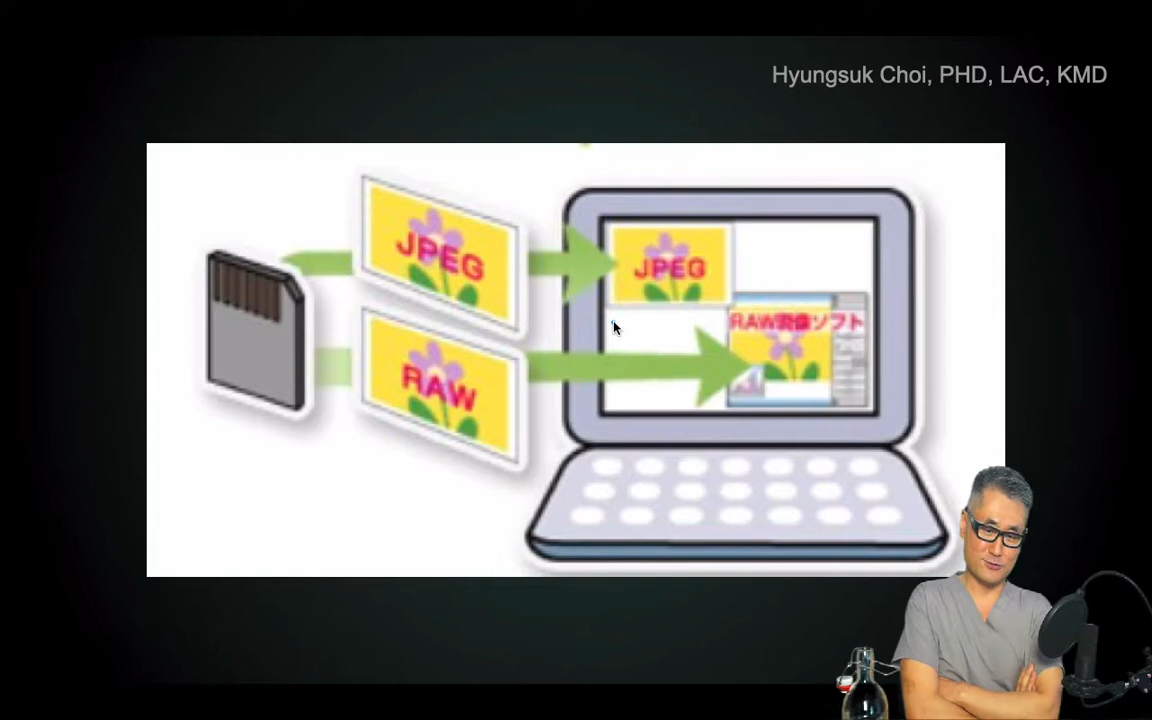 Hyungsuk Choi, PHD, LAC, KMD
JPEG
JPEG
RAW
RAW現像ソフト